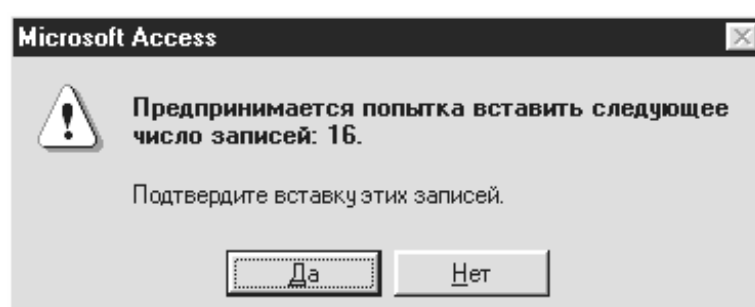 Microsoft Access
Предпринимается попытка вставить следующее
число записей: 16.
Подтвердите вставку этих записей.
Да
Нет